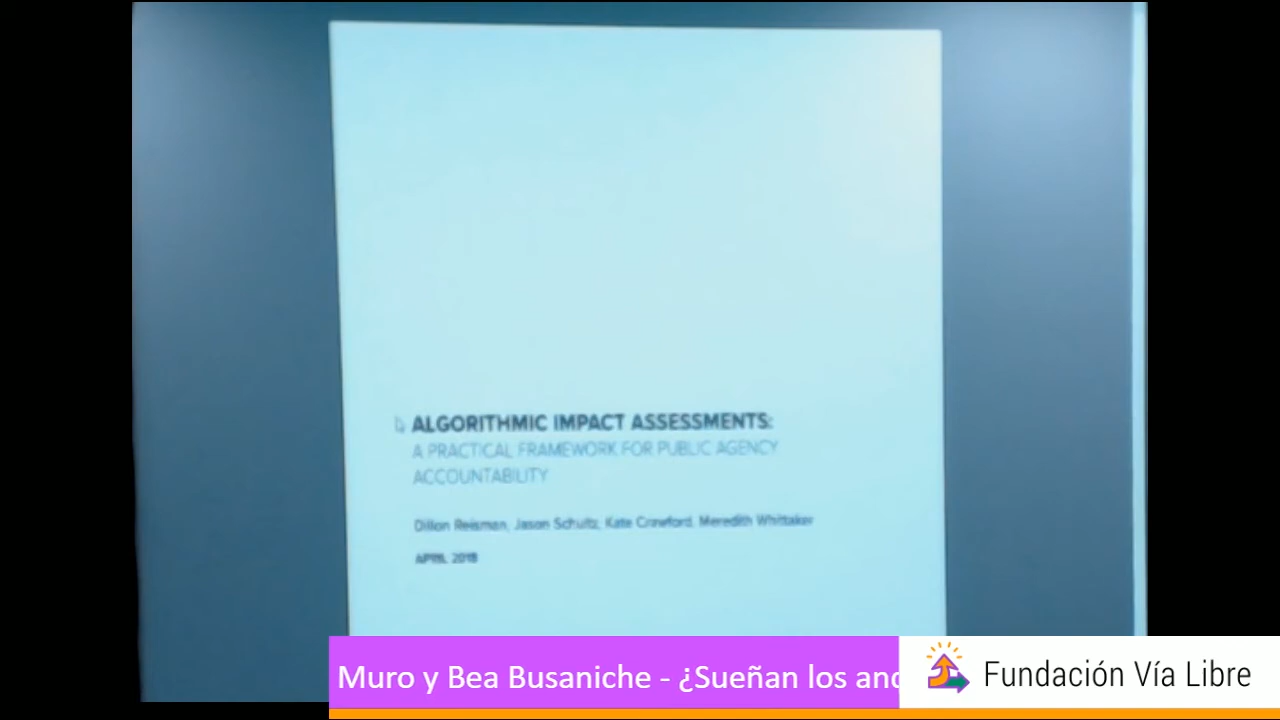 ALGORITHMIC IMPACT ASSESSMENTS:
A PRACTICAL FRAMEWORK FOR PUBLIC AGENCY
ACCOUNTABILITY
Dillon Reisman, Jason Schultz, Kate Crawford, Meredith Whittaker
APRIL 2018
Muro y Bea Busaniche - ¿Sueñan los and
Fundación Vía Libre